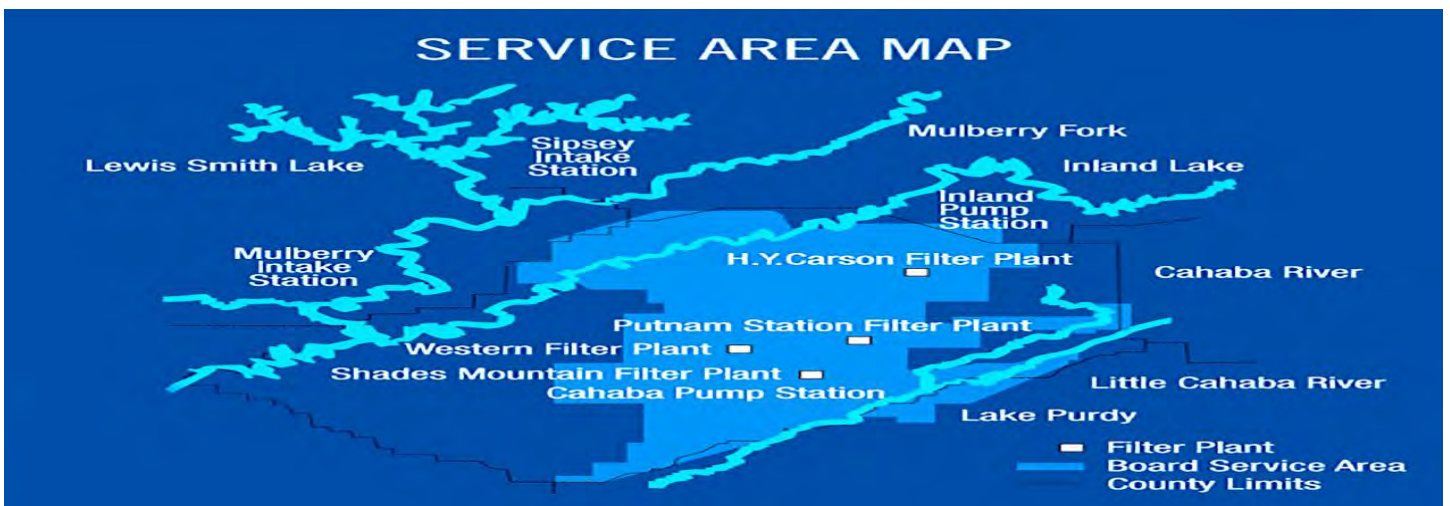 SERVICE AREA MAP
Mulberry Fork
Lewis Smith Lake
Sipsey
Intake
Station
Inland Lake
Inland
Pump
Station
Mulberry
Intake
Station
H.Y.Carson Filter Plant
Cahaba River
Putnam Station Filter Plant
Western Filter Plant
Shades Mountain Filter Plant
Cahaba Pump Station
Little Cahaba River
Lake Purdy
Filter Plant
Board Service Area
County Limits